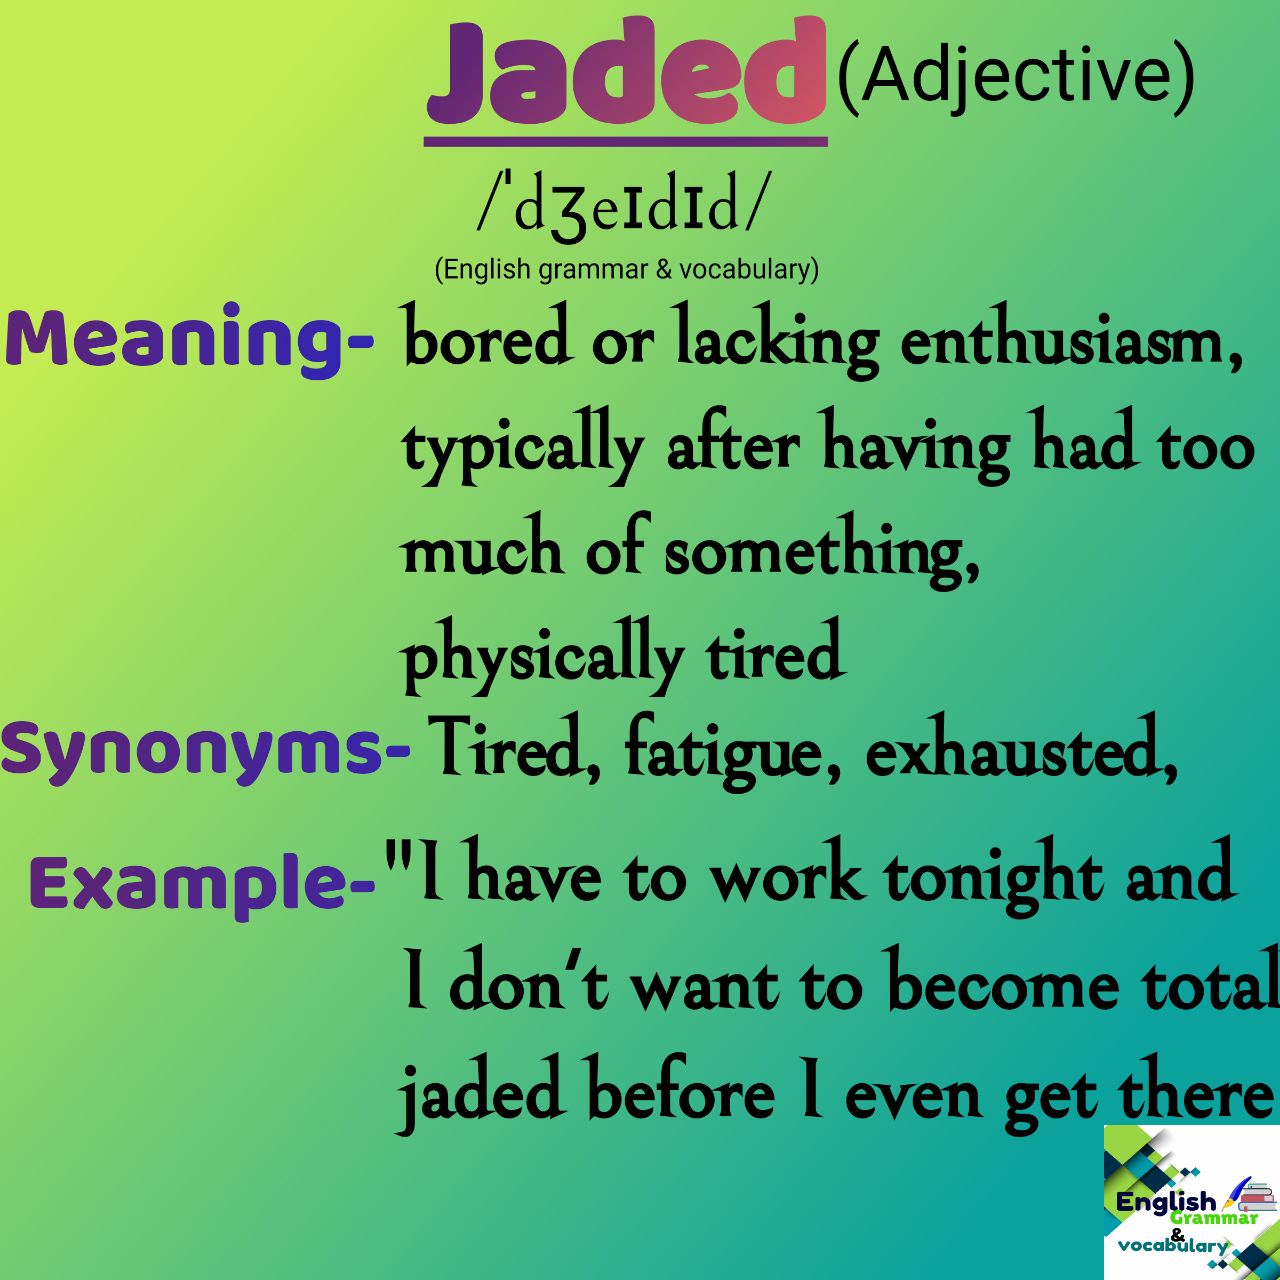 Jaded (Adjective)
/ˈdʒeɪdɪd/
(English grammar & vocabulary)
Meaning- bored or lacking enthusiasm,
typically after having had too
much of something,
physically tired
Synonyms- Tired, fatigue, exhausted,
Example- "I have to work tonight and
I don't want to become total
jaded before I even get there
English
Grammar
&
vocabulary